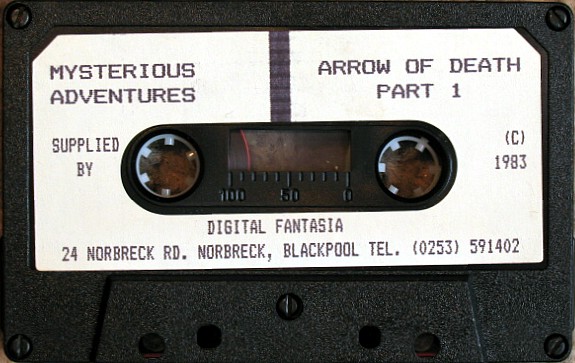 MYSTERIOUS
ADVENTURES
ARROW OF DEATH
PART 1
SUPPLIED
BY
(C)
1983
100 50 0
DIGITAL FANTASIA
24 NORBRECK RD. NORBRECK, BLACKPOOL TEL. (0253) 591402